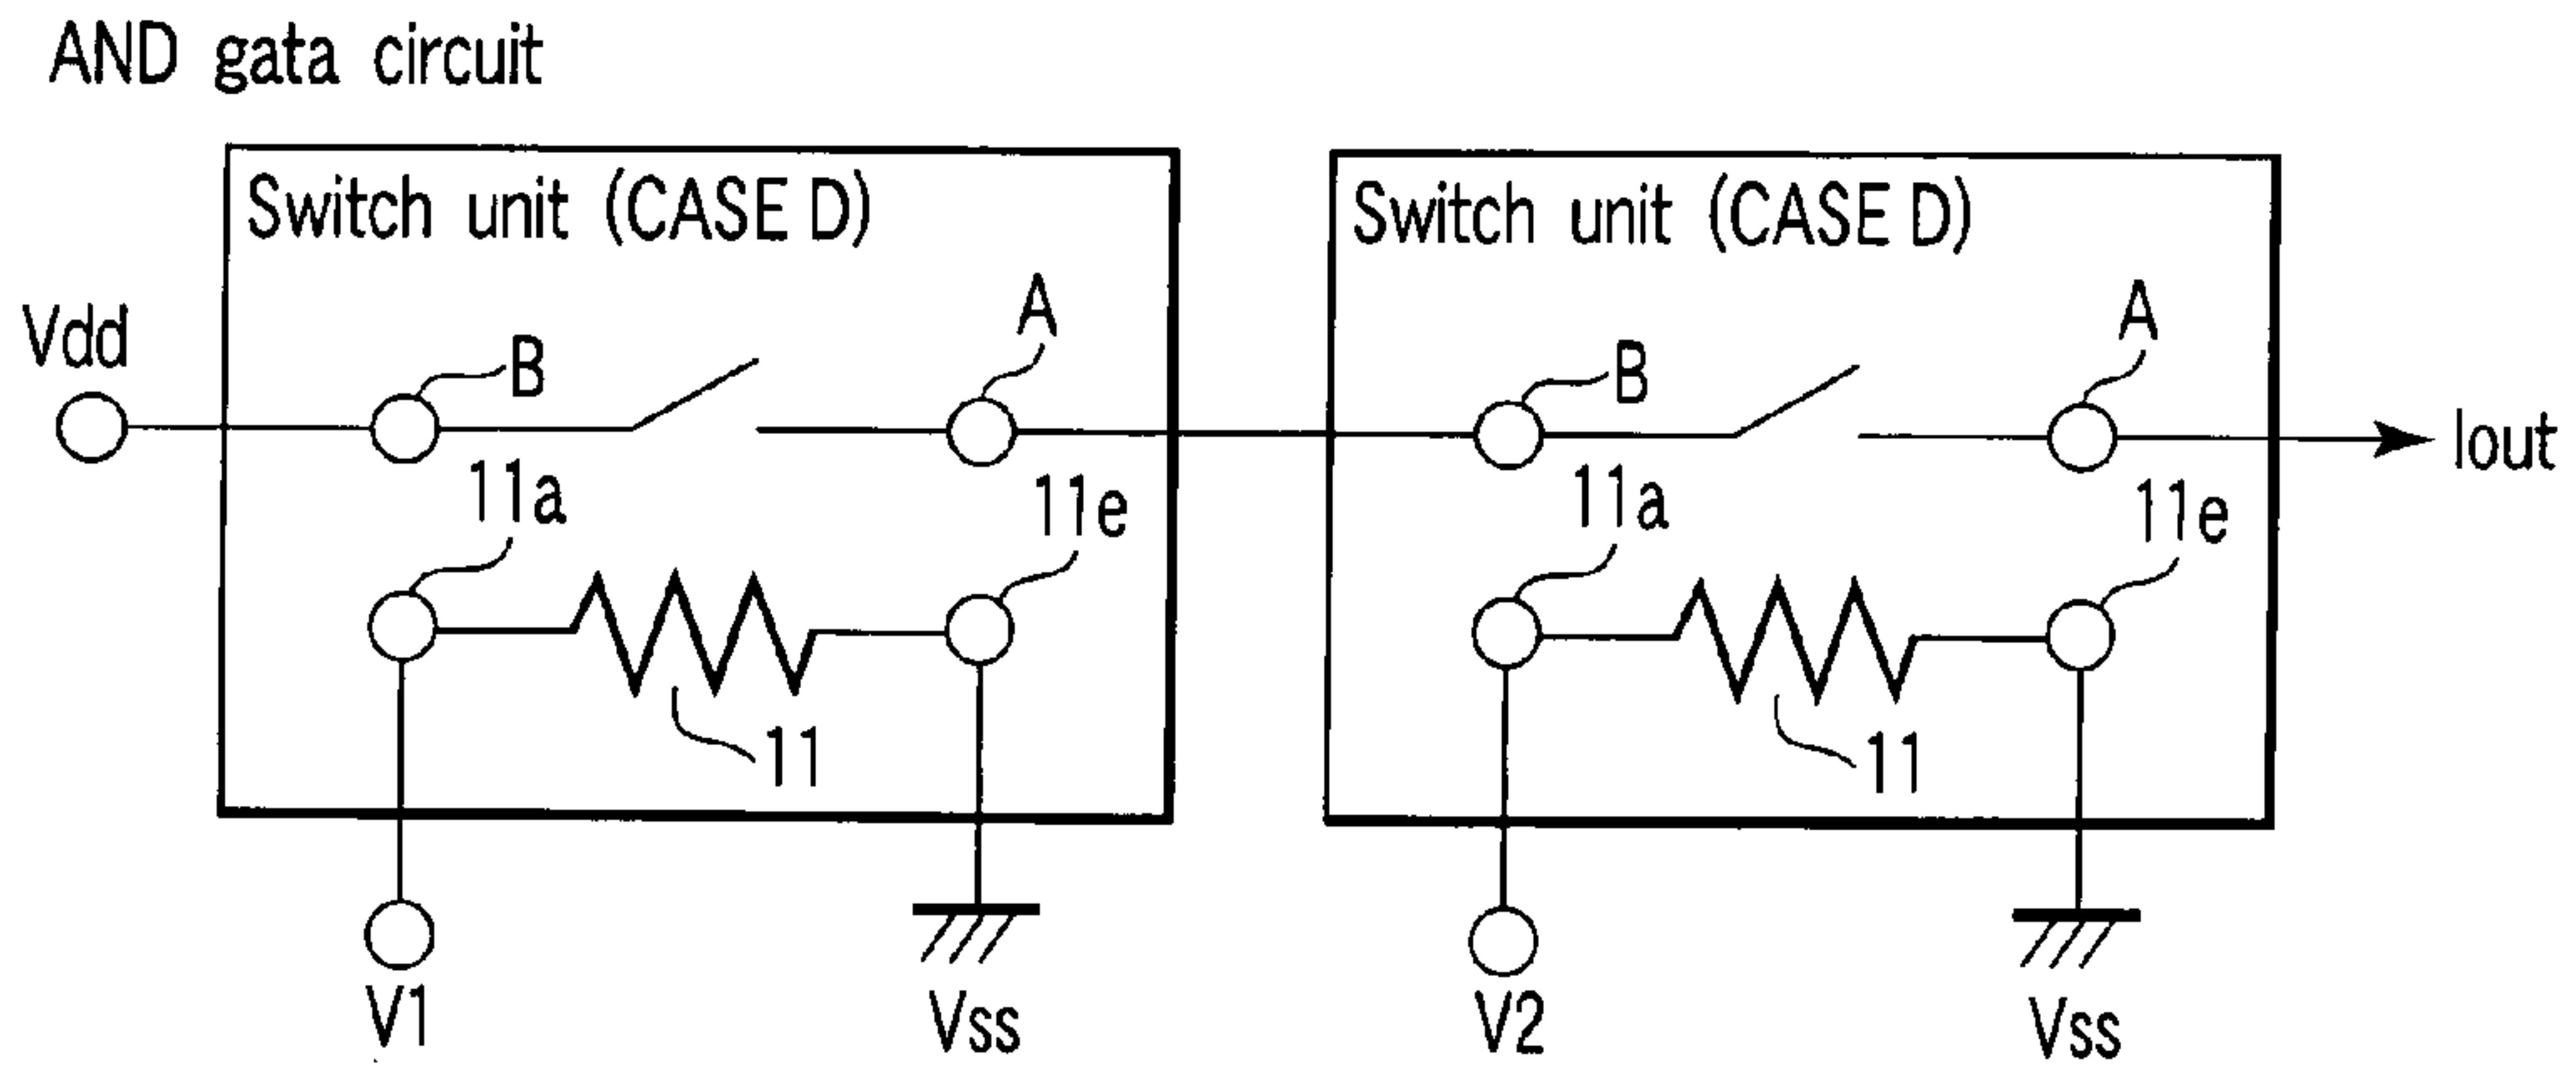 AND gata circuit
Switch unit (CASE D)
Switch unit (CASE D)
Vdd
B
A
B
A
Iout
11a
11e
11a
11e
11
11
V1
Vss
V2
Vss